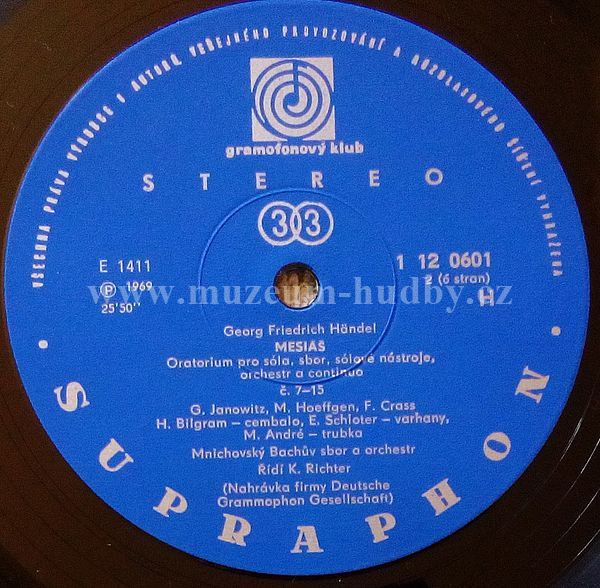 VŠECHNA PRÁVA VÝROBCE I AUTORŮ VEŘEJNÉHO PROVOZOVÁNÍ A ROZHLASOVÉHO ŠÍŘENÍ VYHRAZENA
gramofonový klub
STEREO
33
E 1411
1 12 0601
℗ 1969
2 (6 stran)
25'50''
H
www.muzeum-hudby.cz
Georg Friedrich Händel
MESIÁŠ
Oratorium pro sóla, sbor, sólové nástroje,
orchestr a continuo
č. 7–15
G. Janowitz, M. Hoeffgen, F. Crass
H. Bilgram – cembalo, E. Schloter – varhany,
M. André – trubka
Mnichovský Bachův sbor a orchestr
Řídí K. Richter
(Nahrávka firmy Deutsche
Grammophon Gesellschaft)
• SUPRAPHON •